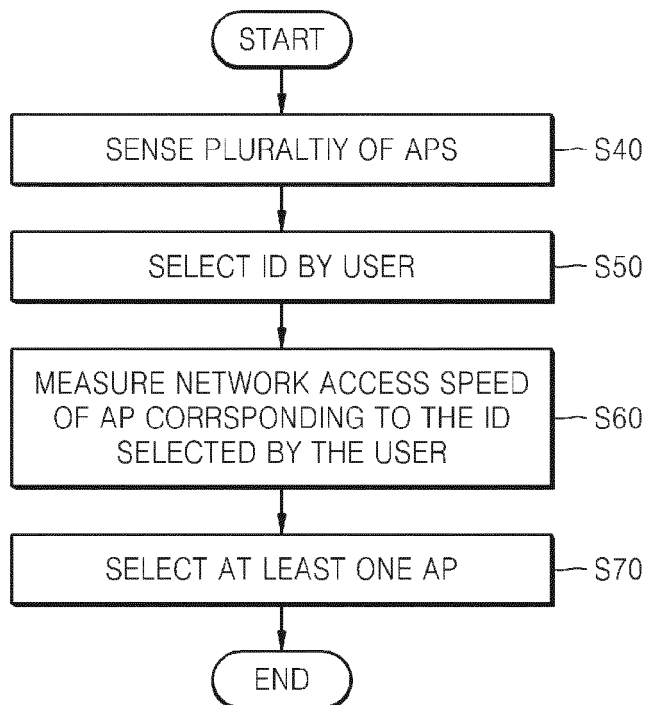 START
SENSE PLURALTIY OF APS
S40
SELECT ID BY USER
S50
MEASURE NETWORK ACCESS SPEED
OF AP CORRSPONDING TO THE ID
SELECTED BY THE USER
S60
SELECT AT LEAST ONE AP
S70
END